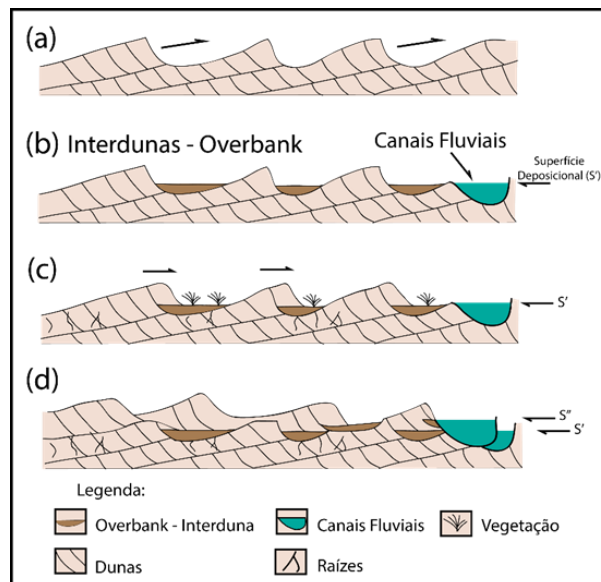 (a)
(b) Interdunas - Overbank
Canais Fluviais
Superfície
Deposicional (S')
(c)
S'
(d)
S"
S'
Legenda:
Overbank - Interduna
Canais Fluviais
Vegetação
Dunas
Raízes